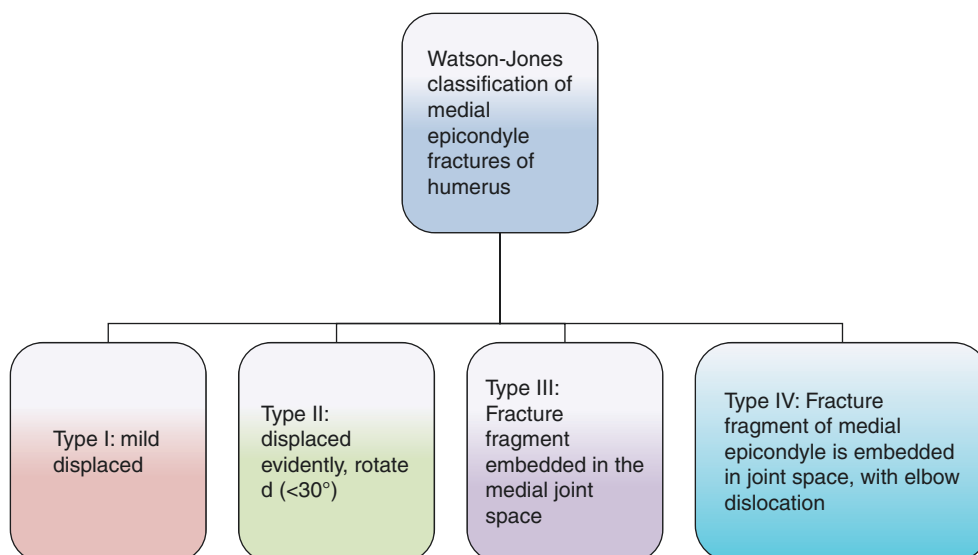 Watson-Jones
classification of
medial
epicondyle
fractures of
humerus
Type I: mild
displaced
Type II:
displaced
evidently, rotate
d (<30°)
Type III:
Fracture
fragment
embedded in the
medial joint
space
Type IV: Fracture
fragment of medial
epicondyle is embedded
in joint space, with elbow
dislocation